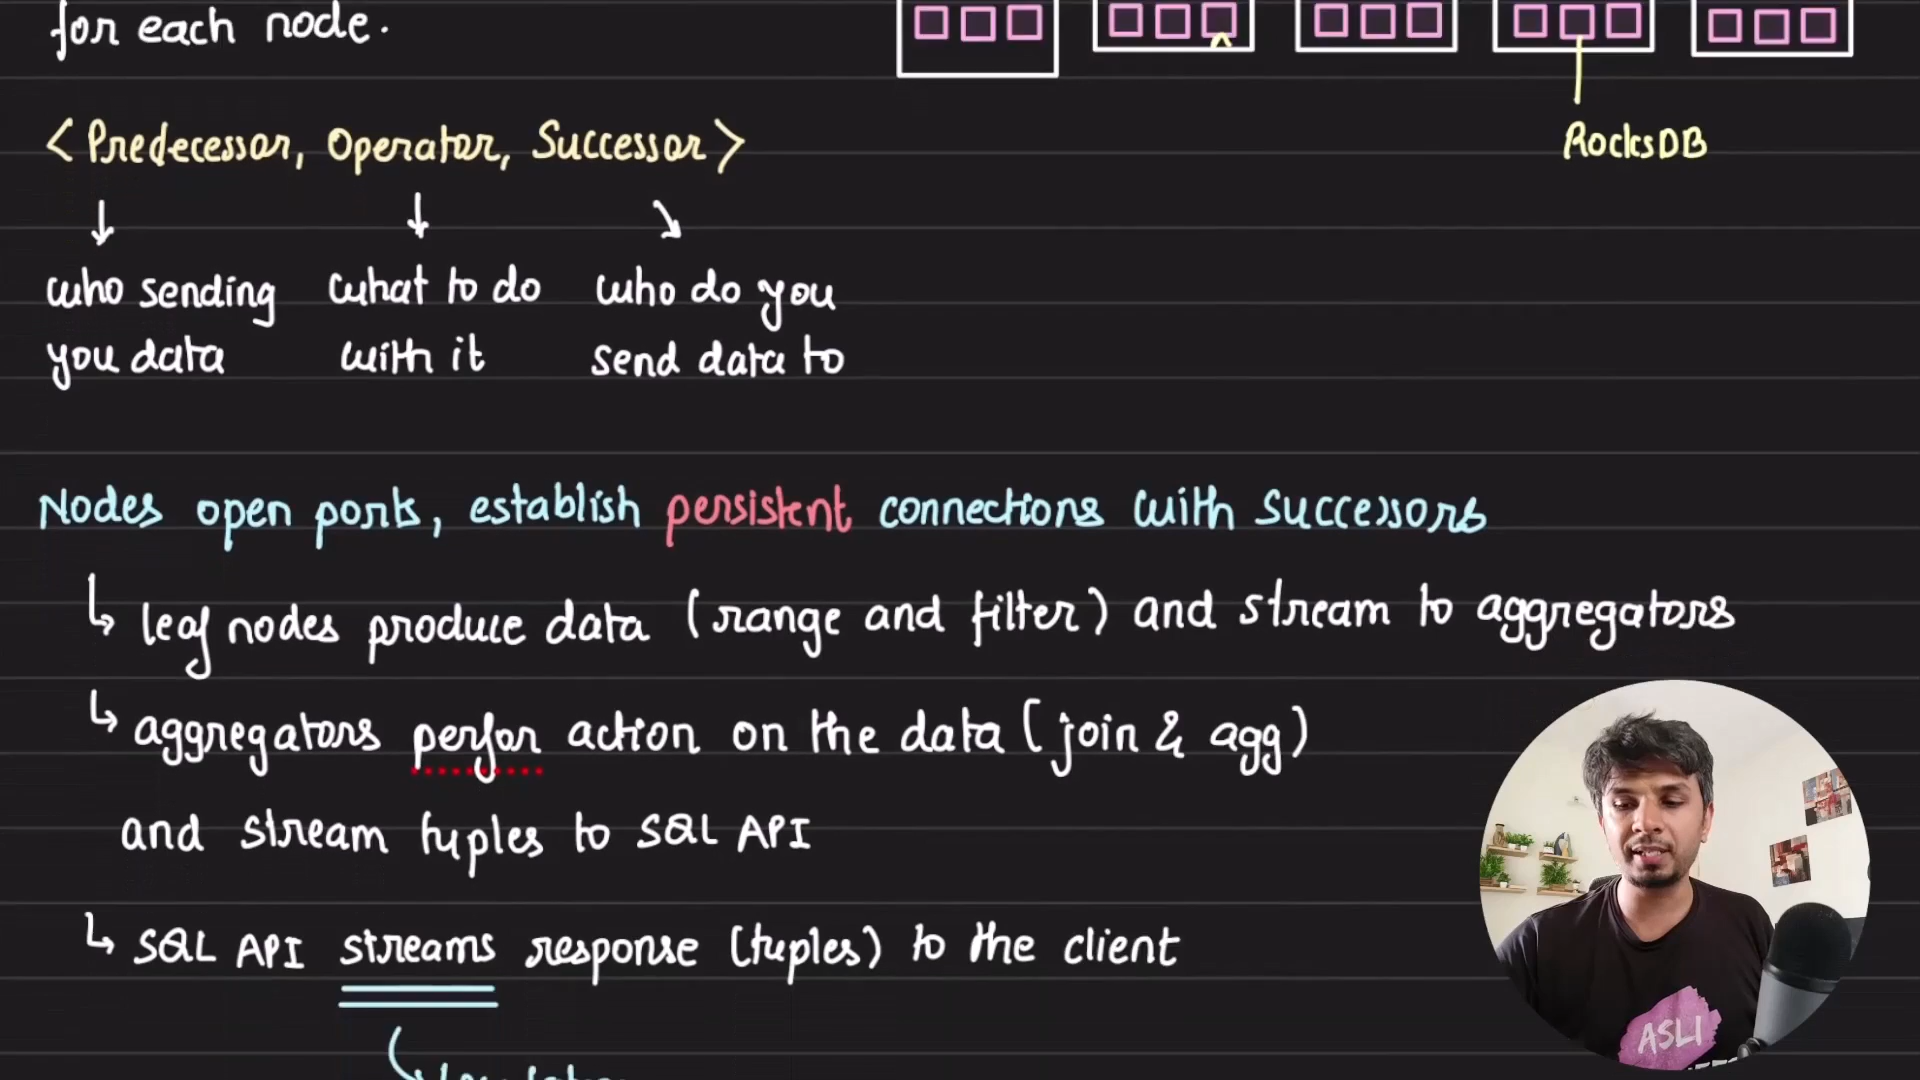 for each node.
RocksDB
<Predecessor, Operator, Successor>
who sending what to do who do you
you data with it send data to
Nodes open ports, establish persistent connections with successors
leaf nodes produce data (range and filter) and stream to aggregators
aggregators perfor action on the data (join & agg)
and stream tuples to SQL API
SQL API streams response (tuples) to the client
ASLI